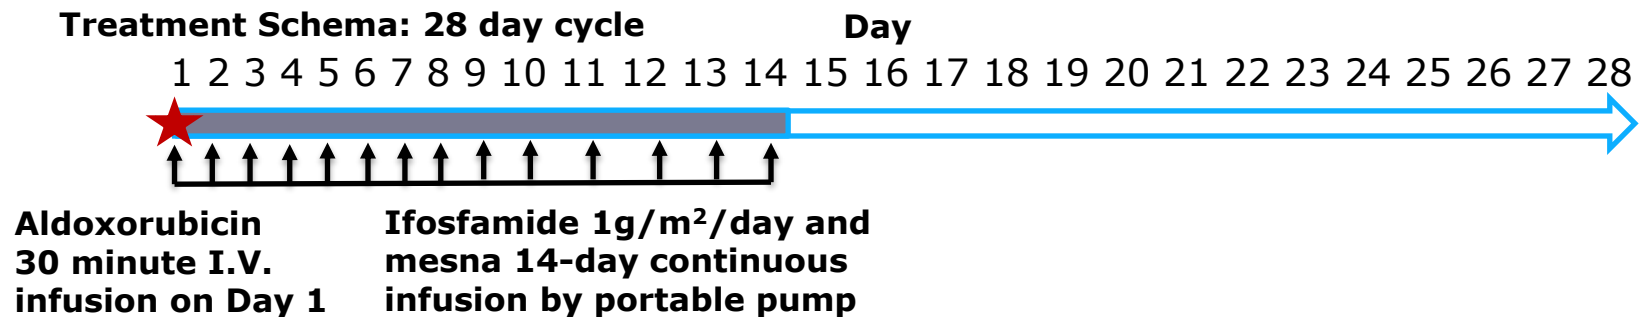 Treatment Schema: 28 day cycle
Day
1 2 3 4 5 6 7 8 9 10 11 12 13 14 15 16 17 18 19 20 21 22 23 24 25 26 27 28
Aldoxorubicin
30 minute I.V.
infusion on Day 1
Ifosfamide 1g/m²/day and
mesna 14-day continuous
infusion by portable pump